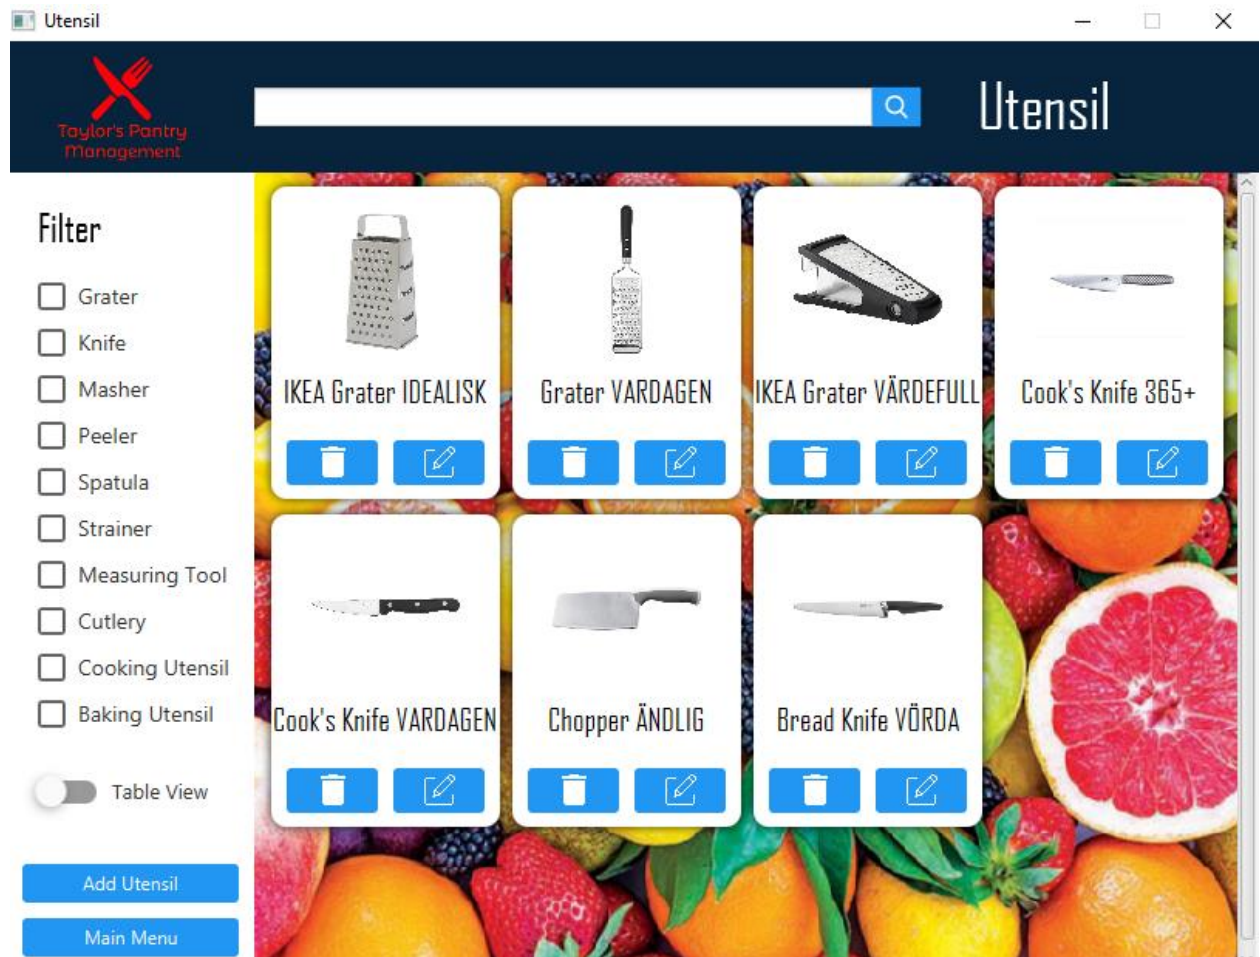 Utensil
Taylor's Pantry
Management
Utensil
Filter
Grater
Knife
Masher
Peeler
Spatula
Strainer
Measuring Tool
Cutlery
Cooking Utensil
Baking Utensil
Table View
Add Utensil
Main Menu
IKEA Grater IDEALISK
Grater VARDAGEN
IKEA Grater VÄRDEFULL
Cook's Knife 365+
Cook's Knife VARDAGEN
Chopper ÄNDLIG
Bread Knife VÖRDA